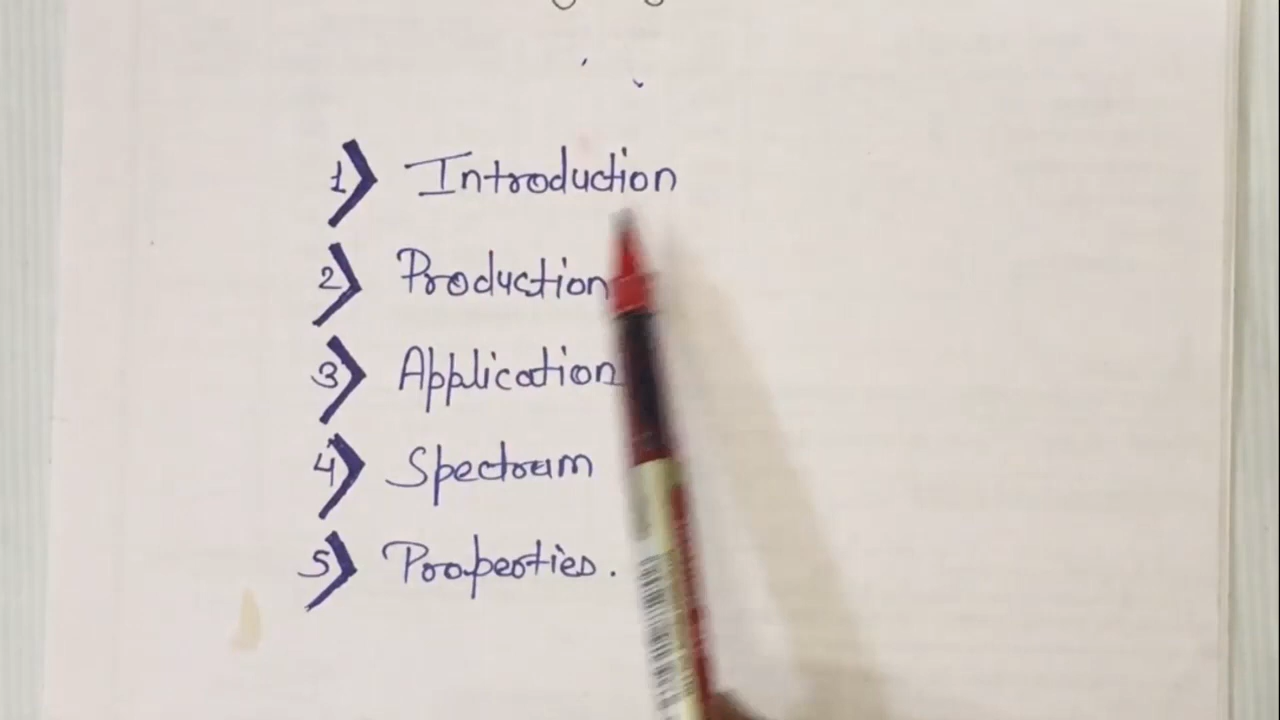 1) Introduction
2) Production
3) Application
4) Spectrum
5) Properties.